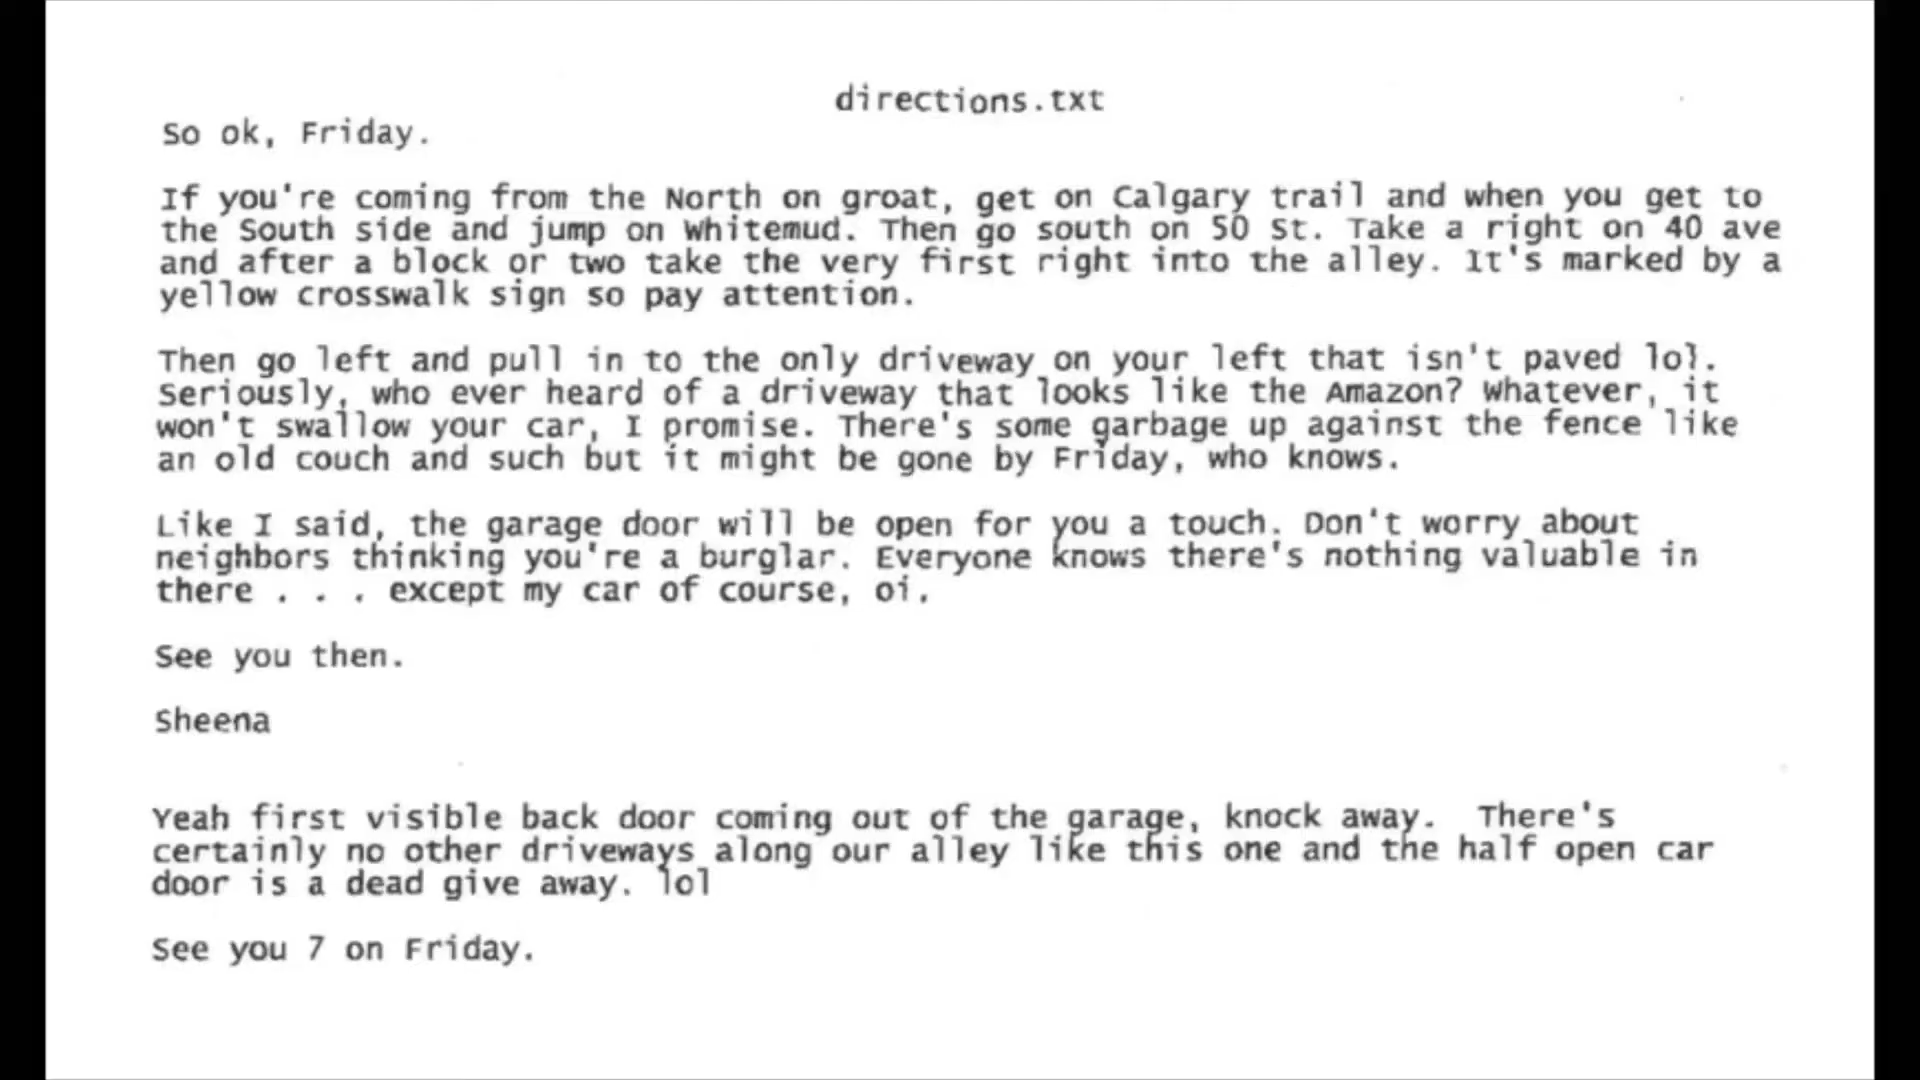 directions.txt
So ok, Friday.
If you're coming from the North on groat, get on Calgary trail and when you get to
the South side and jump on Whitemud. Then go south on 50 St. Take a right on 40 ave
and after a block or two take the very first right into the alley. It's marked by a
yellow crosswalk sign so pay attention.
Then go left and pull in to the only driveway on your left that isn't paved lol.
Seriously, who ever heard of a driveway that looks like the Amazon? Whatever, it
won't swallow your car, I promise. There's some garbage up against the fence like
an old couch and such but it might be gone by Friday, who knows.
Like I said, the garage door will be open for you a touch. Don't worry about
neighbors thinking you're a burglar. Everyone knows there's nothing valuable in
there . . . except my car of course, oi.
See you then.
Sheena
Yeah first visible back door coming out of the garage, knock away.  There's
certainly no other driveways along our alley like this one and the half open car
door is a dead give away. lol
See you 7 on Friday.